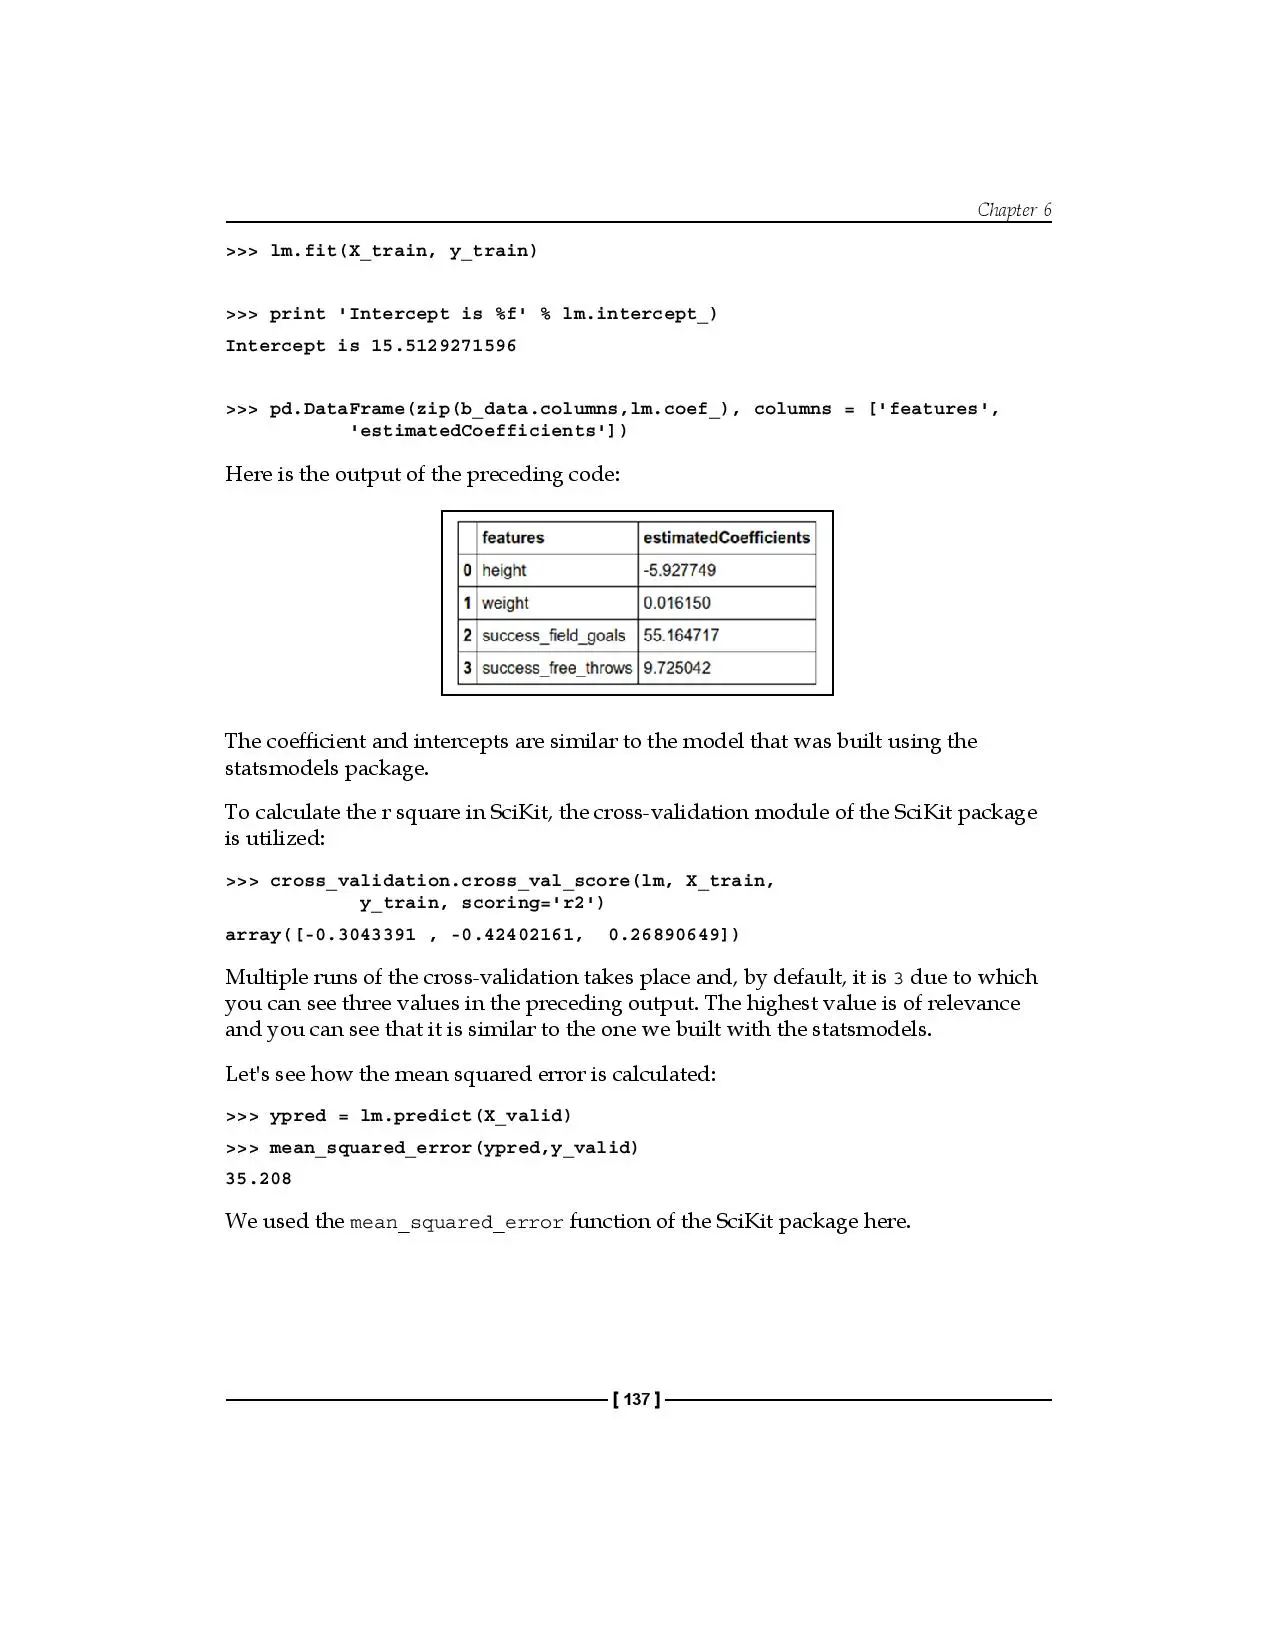 Chapter 6
>>> lm.fit(X_train, y_train)
>>> print 'Intercept is %f' % lm.intercept_)
Intercept is 15.5129271596
>>> pd.DataFrame(zip(b_data.columns,lm.coef_), columns = ['features',
'estimatedCoefficients'])
Here is the output of the preceding code:
features estimatedCoefficients
0 height -5.927749
1 weight 0.016150
2 success_field_goals 55.164717
3 success_free_throws 9.725042
The coefficient and intercepts are similar to the model that was built using the
statsmodels package.
To calculate the r square in SciKit, the cross-validation module of the SciKit package
is utilized:
>>> cross_validation.cross_val_score(lm, X_train,
y_train, scoring='r2')
array([-0.3043391 , -0.42402161,  0.26890649])
Multiple runs of the cross-validation takes place and, by default, it is 3 due to which
you can see three values in the preceding output. The highest value is of relevance
and you can see that it is similar to the one we built with the statsmodels.
Let's see how the mean squared error is calculated:
>>> ypred = lm.predict(X_valid)
>>> mean_squared_error(ypred,y_valid)
35.208
We used the mean_squared_error function of the SciKit package here.
[ 137 ]